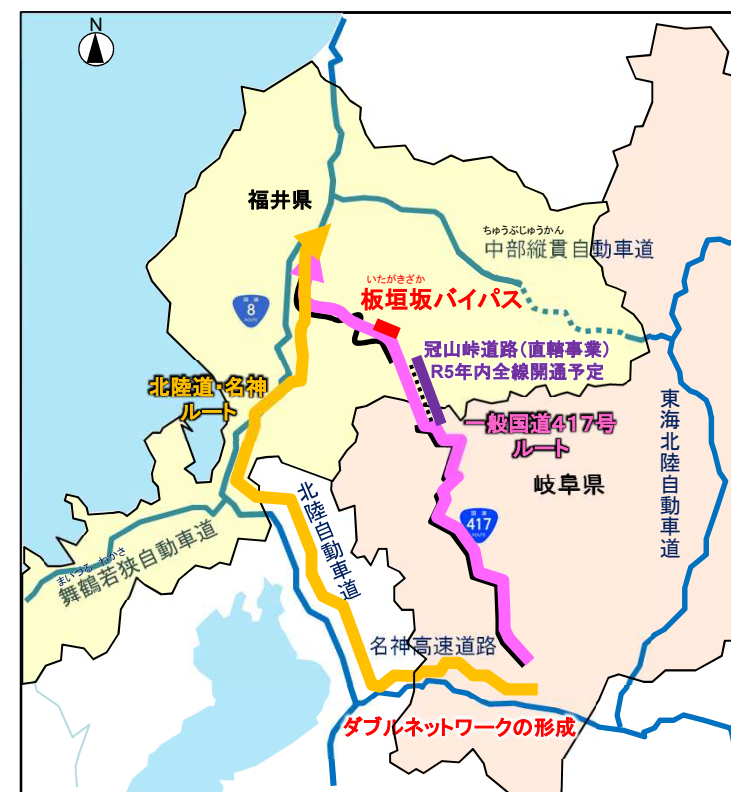 N
福井県
ちゅうぶじゅうかん
中部縦貫自動車道
いたがきざか
板垣坂バイパス
国道
8
ROUTE
冠山峠道路(直轄事業)
R5年内全線開通予定
北陸道・名神
ルート
一般国道417号
ルート
東海北陸自動車道
岐阜県
北陸自動車道
国道
417
ROUTE
まいづる わかさ
舞鶴若狭自動車道
名神高速道路
ダブルネットワークの形成